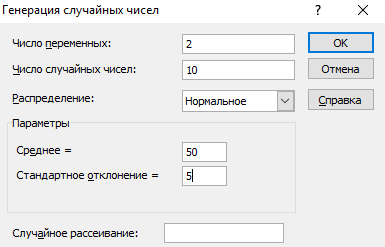 Генерация случайных чисел ? ×
Число переменных: 2 ОК
Число случайных чисел: 10 Отмена
Распределение: Нормальное Справка
Параметры
Среднее = 50
Стандартное отклонение = 5
Случайное рассеивание: